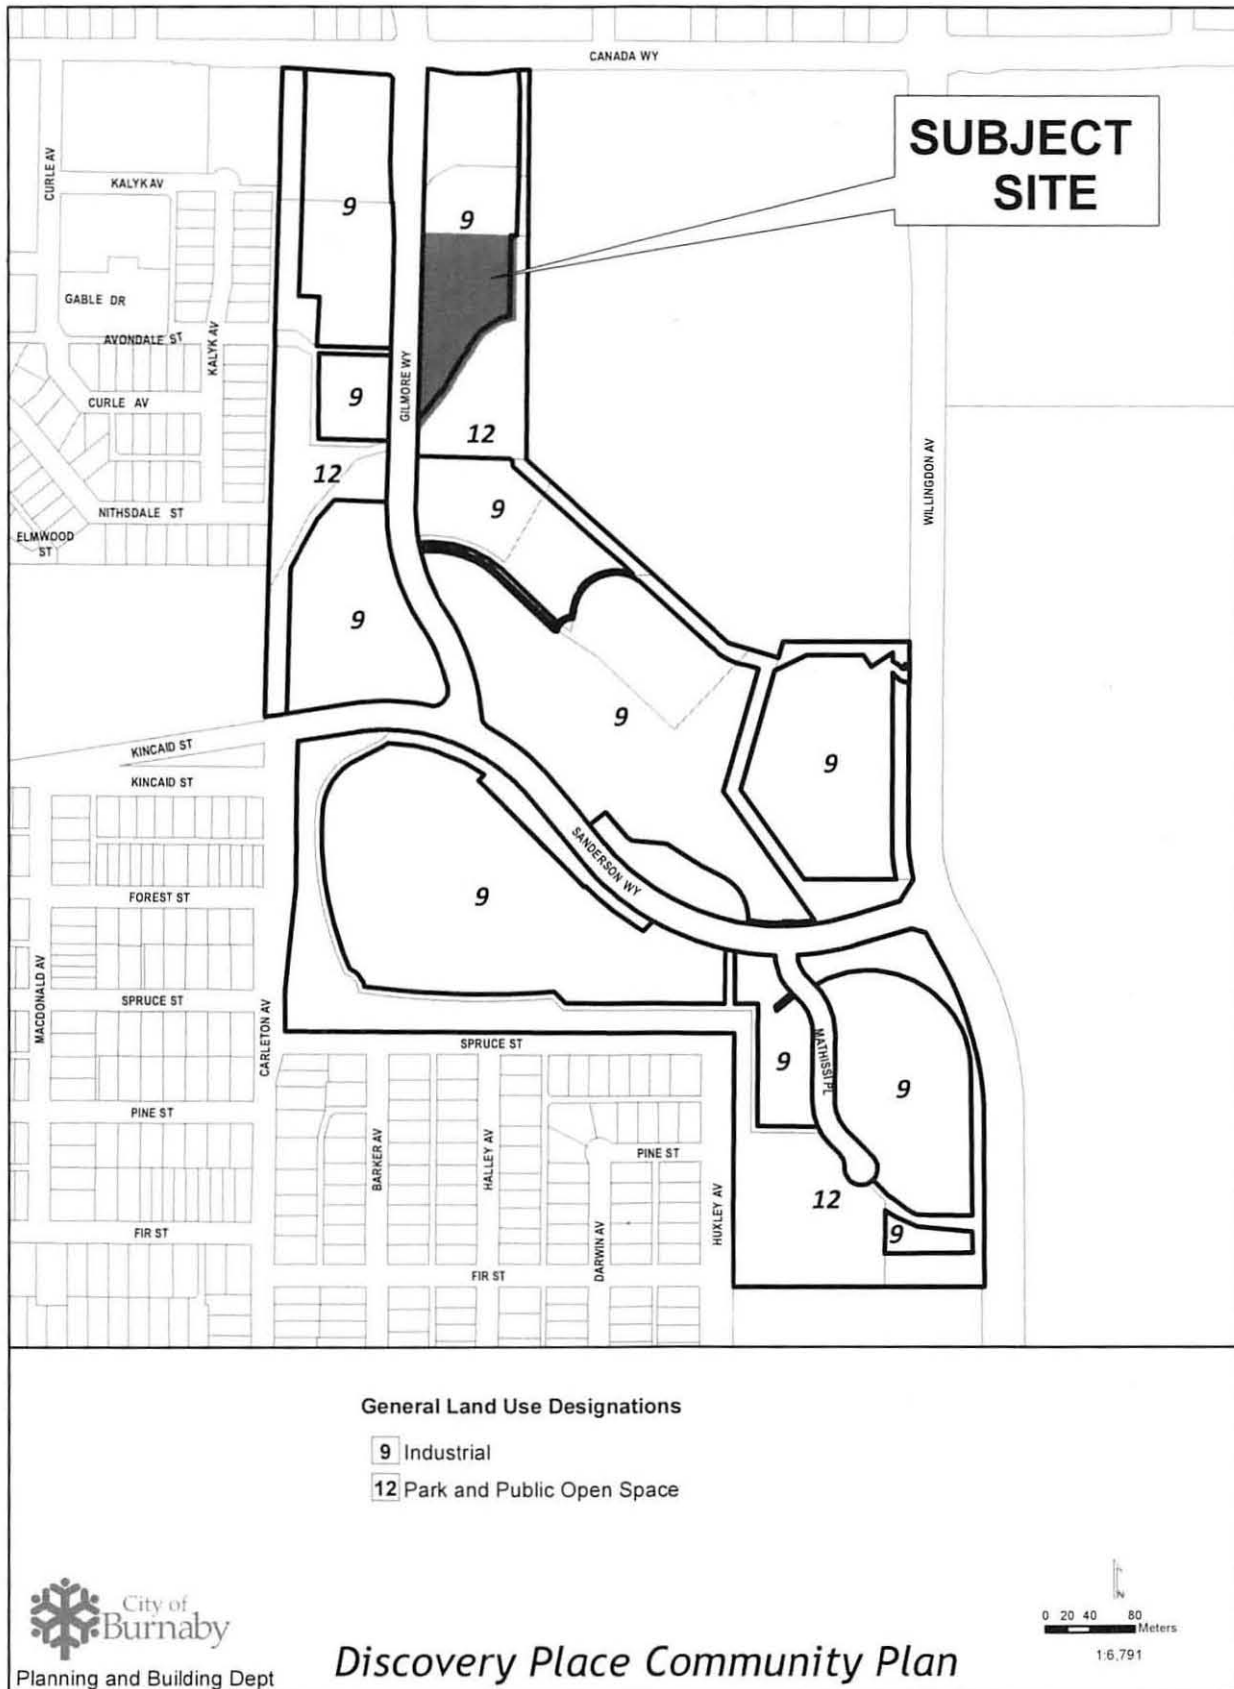 CANADA WY
SUBJECT
SITE
CURLE AV
KALYK AV
9
9
GABLE DR
AVONDALE ST
KALYK AV
GILMORE WY
CURLE AV
9
12
WILLINGDON AV
12
NITHSDALE ST
9
ELMWOOD
ST
9
9
KINCAID ST
9
KINCAID ST
SANDERSON WY
FOREST ST
9
MACDONALD AV
SPRUCE ST
CARLETON AV
SPRUCE ST
MATHISSI PL
9
9
PINE ST
BARKER AV
HALLEY AV
PINE ST
HUXLEY AV
12
FIR ST
DARWIN AV
9
FIR ST
General Land Use Designations
9 Industrial
12 Park and Public Open Space
City of
Burnaby
Planning and Building Dept
Discovery Place Community Plan
N
0 20 40 80
Meters
1:6,791